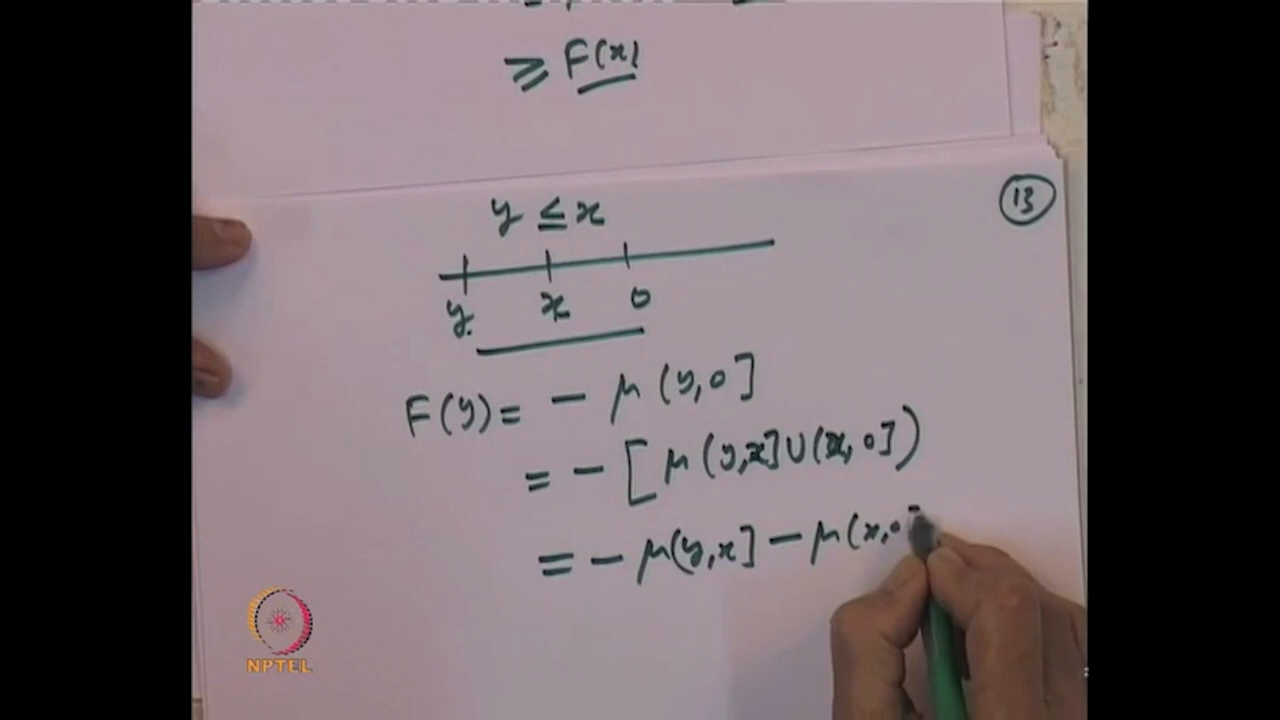 ≥ F(x)
13
y ≤ x
y. x 0
F(y) = - μ(y,0]
= - [μ(y,x]∪(x,0])
= - μ(y,x] - μ(x,0]
NPTEL